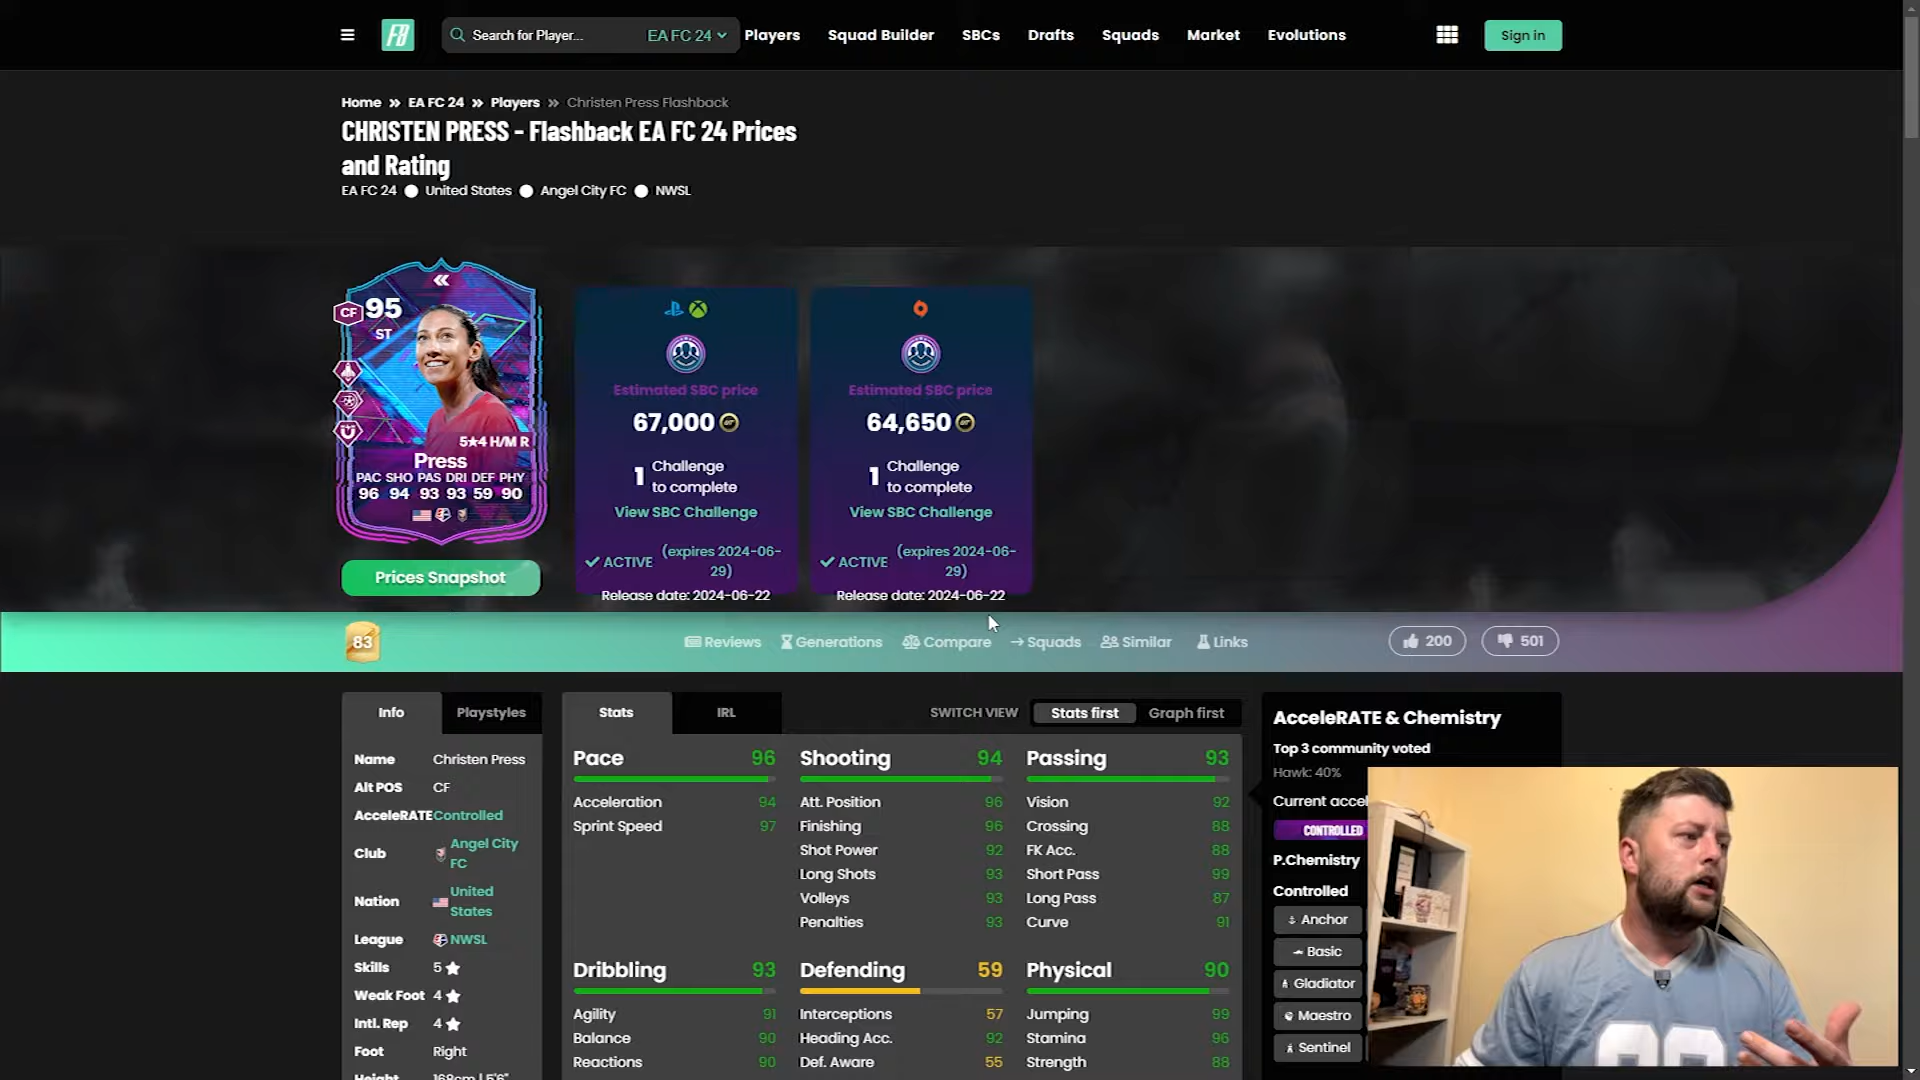 FB
Search for Player...
EA FC 24
Players
Squad Builder
SBCs
Drafts
Squads
Market
Evolutions
Sign in
Home » EA FC 24 » Players » Christen Press Flashback
CHRISTEN PRESS - Flashback EA FC 24 Prices
and Rating
EA FC 24 United States Angel City FC NWSL
CF
95
ST
5★4 H/M R
Press
PAC SHO PAS DRI DEF PHY
96 94 93 93 59 90
Prices Snapshot
Estimated SBC price
67,000
1 Challenge
to complete
View SBC Challenge
ACTIVE (expires 2024-06-
29)
Release date: 2024-06-22
Estimated SBC price
64,650
1 Challenge
to complete
View SBC Challenge
ACTIVE (expires 2024-06-
29)
Release date: 2024-06-22
83
Reviews
Generations
Compare
Squads
Similar
Links
200
501
Info
Playstyles
Name Christen Press
Alt POS CF
AcceleRATE Controlled
Club Angel City
FC
Nation United
States
League NWSL
Skills 5 ★
Weak Foot 4 ★
Intl. Rep 4 ★
Foot Right
Height 168cm | 5'6"
Stats
IRL
SWITCH VIEW
Stats first
Graph first
Pace 96
Acceleration 94
Sprint Speed 97
Shooting 94
Att. Position 96
Finishing 96
Shot Power 92
Long Shots 93
Volleys 93
Penalties 93
Passing 93
Vision 92
Crossing 88
FK Acc. 88
Short Pass 99
Long Pass 87
Curve 91
Dribbling 93
Agility 91
Balance 90
Reactions 90
Defending 59
Interceptions 57
Heading Acc. 92
Def. Aware 55
Physical 90
Jumping 99
Stamina 96
Strength 88
AcceleRATE & Chemistry
Top 3 community voted
Hawk: 40%
Current accel
CONTROLLED
P.Chemistry
Controlled
Anchor
Basic
Gladiator
Maestro
Sentinel